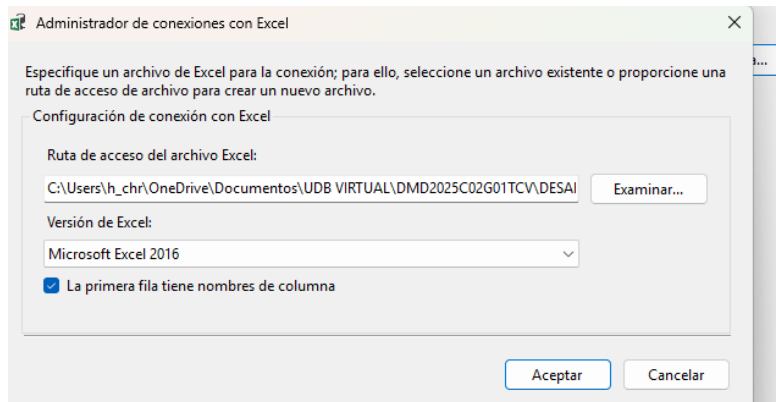 Administrador de conexiones con Excel
Especifique un archivo de Excel para la conexión; para ello, seleccione un archivo existente o proporcione una
ruta de acceso de archivo para crear un nuevo archivo.
Configuración de conexión con Excel
Ruta de acceso del archivo Excel:
C:\Users\h_chr\OneDrive\Documentos\UDB VIRTUAL\DMD2025C02G01TCV\DESAI
Examinar...
Versión de Excel:
Microsoft Excel 2016
La primera fila tiene nombres de columna
Aceptar
Cancelar